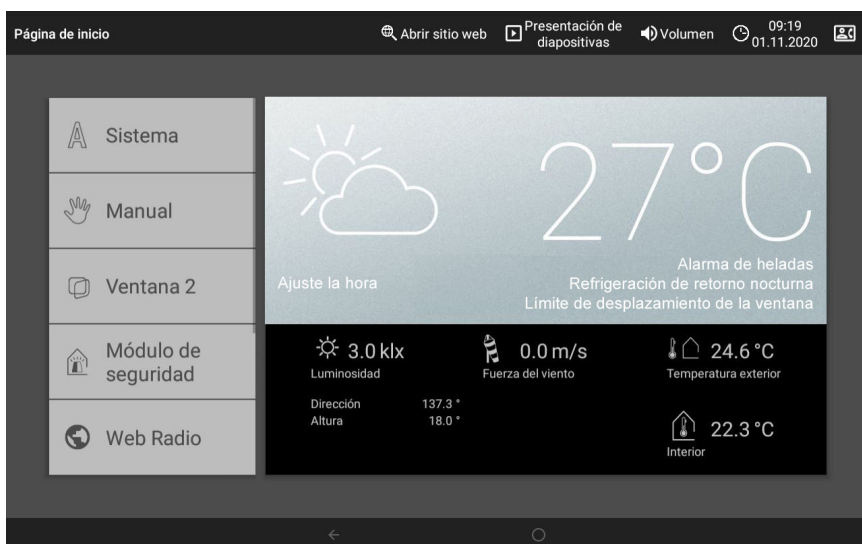 Página de inicio
Abrir sitio web
Presentación de
diapositivas
Volumen
09:19
01.11.2020
Sistema
Manual
Ventana 2
Módulo de
seguridad
Web Radio
27°C
Alarma de heladas
Ajuste la hora
Refrigeración de retorno nocturna
Límite de desplazamiento de la ventana
3.0 klx
Luminosidad
0.0 m/s
Fuerza del viento
24.6 °C
Temperatura exterior
Dirección 137.3 °
Altura 18.0 °
22.3 °C
Interior